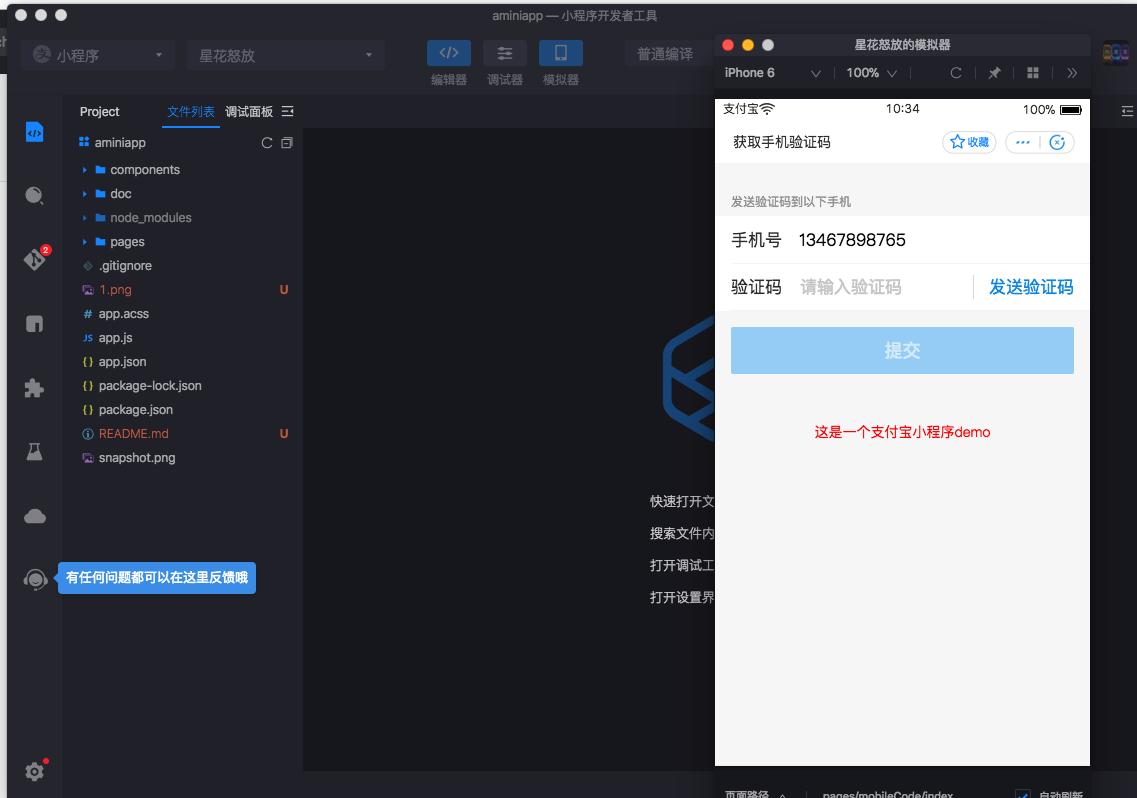 aminiapp — 小程序开发者工具
小程序
星花怒放
编辑器
调试器
模拟器
普通编译
Project
文件列表
调试面板
aminiapp
components
doc
node_modules
pages
.gitignore
1.png U
# app.acss
JS app.js
{} app.json
{} package-lock.json
{} package.json
README.md U
snapshot.png
2
有任何问题都可以在这里反馈哦
快速打开文
搜索文件内
打开调试工
打开设置界
星花怒放的模拟器
iPhone 6
100%
支付宝
10:34
100%
获取手机验证码
收藏
发送验证码到以下手机
手机号 13467898765
验证码 请输入验证码 发送验证码
提交
这是一个支付宝小程序demo
页面路径
pages/mobileCode/index
自动刷新